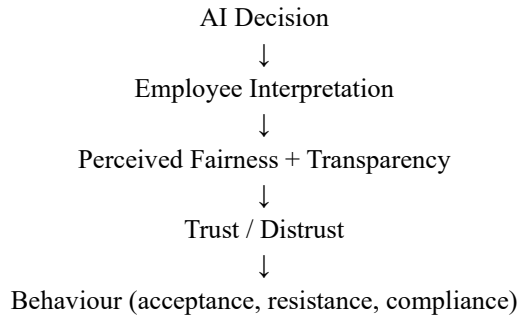 AI Decision
↓
Employee Interpretation
↓
Perceived Fairness + Transparency
↓
Trust / Distrust
↓
Behaviour (acceptance, resistance, compliance)